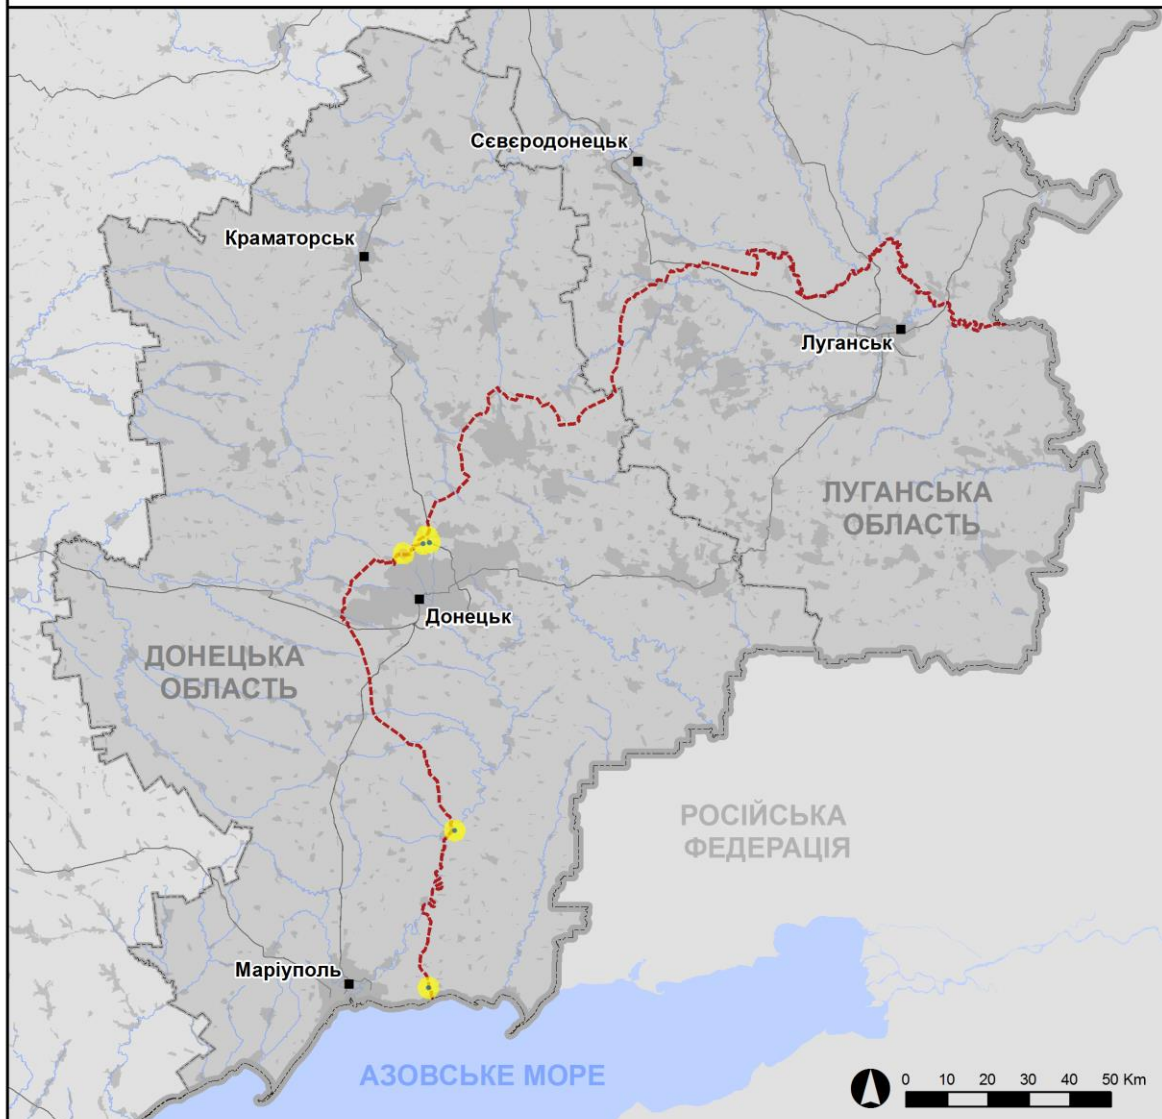 Сєвєродонецьк
Краматорськ
Луганськ
ЛУГАНСЬКА
ОБЛАСТЬ
Донецьк
ДОНЕЦЬКА
ОБЛАСТЬ
РОСІЙСЬКА
ФЕДЕРАЦІЯ
Маріуполь
АЗОВСЬКЕ МОРЕ
0 10 20 30 40 50 Km